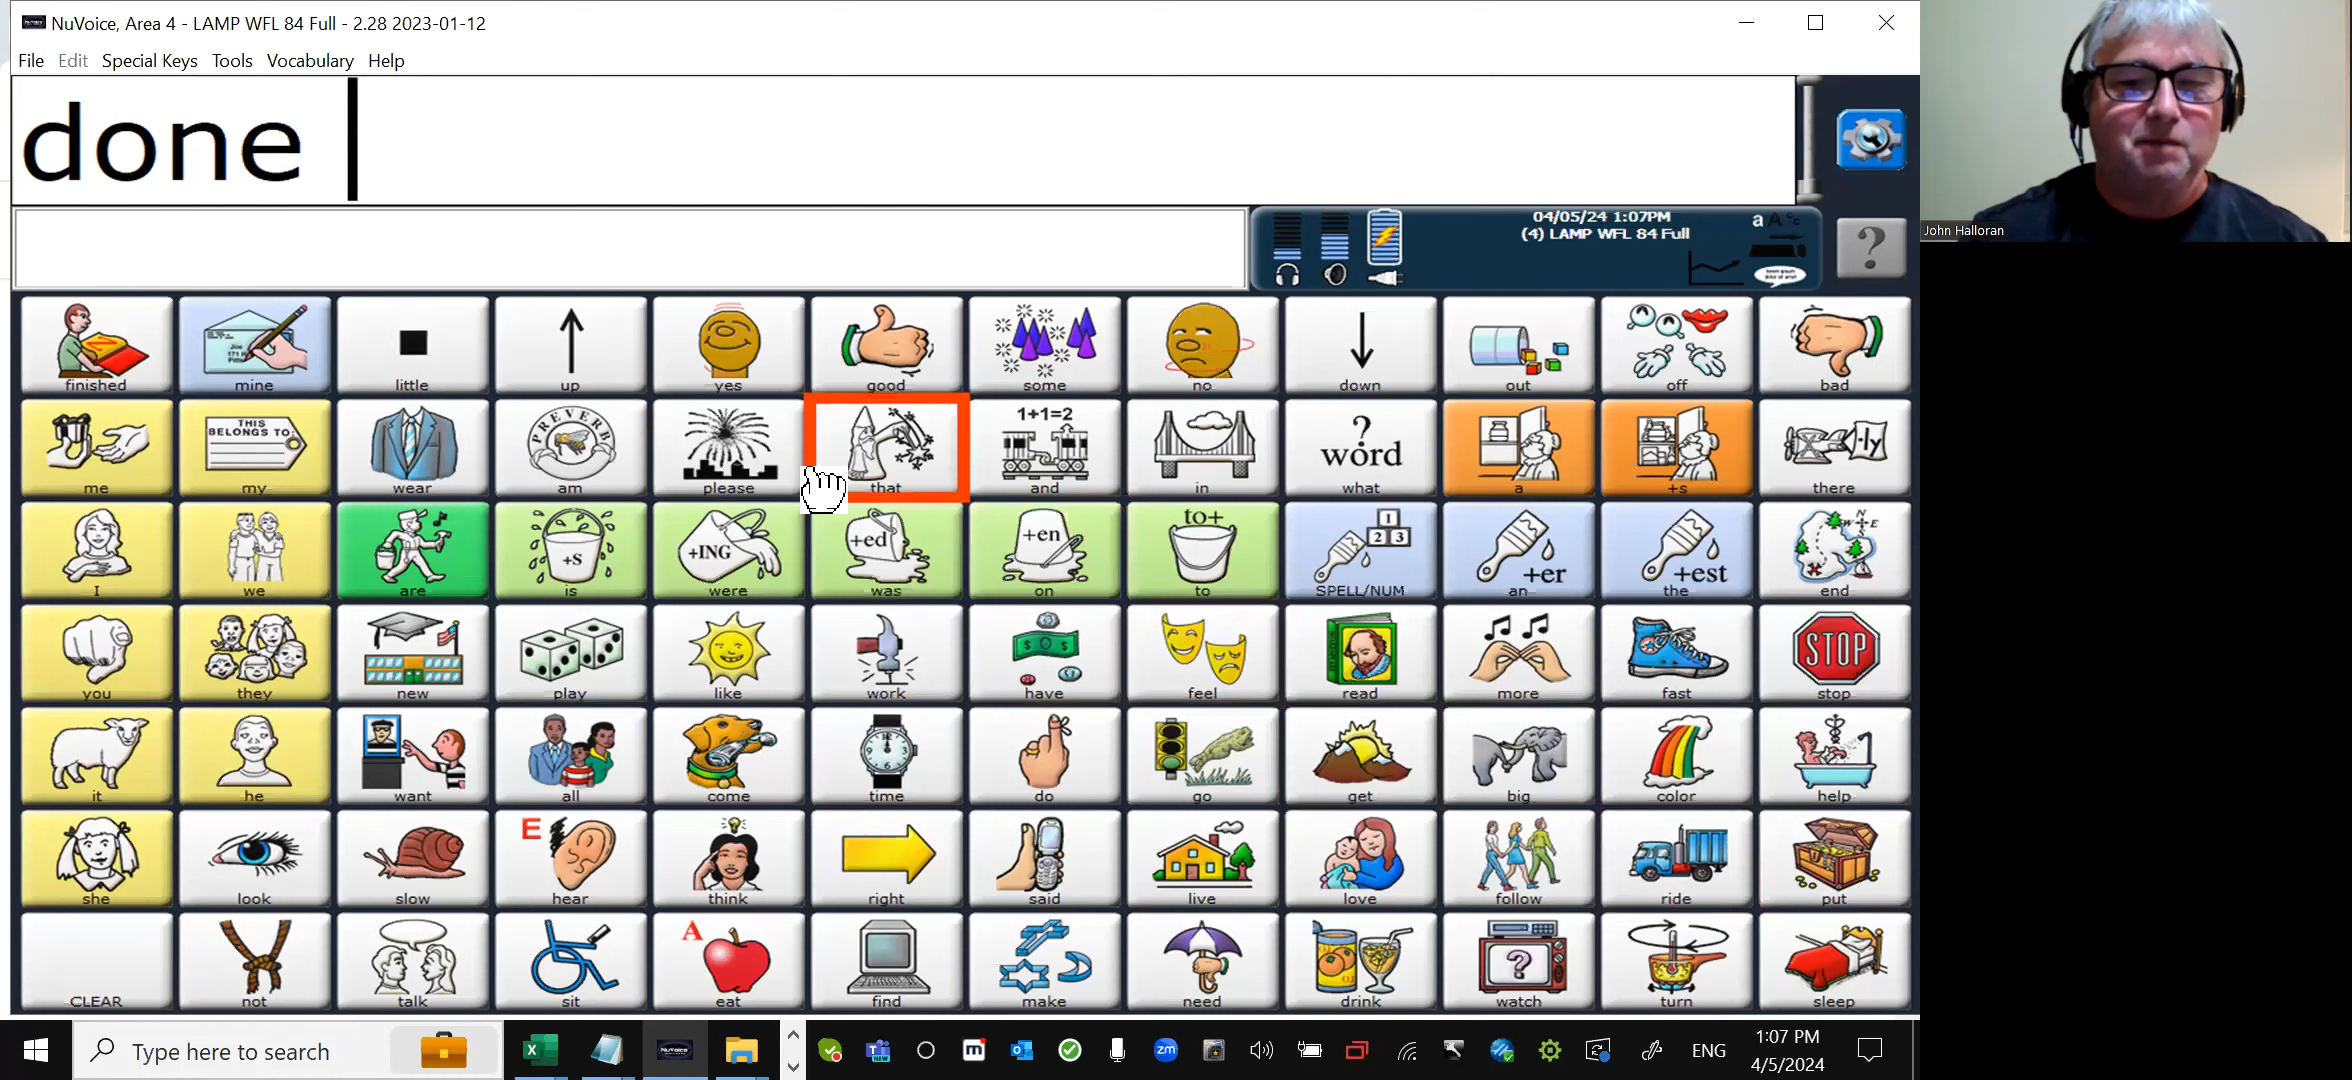 NuVoice, Area 4 - LAMP WFL 84 Full - 2.28 2023-01-12
File Edit Special Keys Tools Vocabulary Help
done
04/05/24 1:07PM
(4) LAMP WFL 84 Full
a A
?
John Halloran
finished mine little up yes good some no down out off bad
THIS BELONGS TO: PREVERB 1+1=2 ? word -ly
me my wear am please that and in what a +s there
+S +ING +ed +en to+ 1 2 3 +er +est N W E S
I we are is were was on to SPELL/NUM an the end
STOP
you they new play like work have feel read more fast stop
it he want all come time do go get big color help
E
she look slow hear think right said live love follow ride put
A ?
CLEAR not talk sit eat find make need drink watch turn sleep
Type here to search
NuVoice
NEW
zm
ENG
1:07 PM
4/5/2024